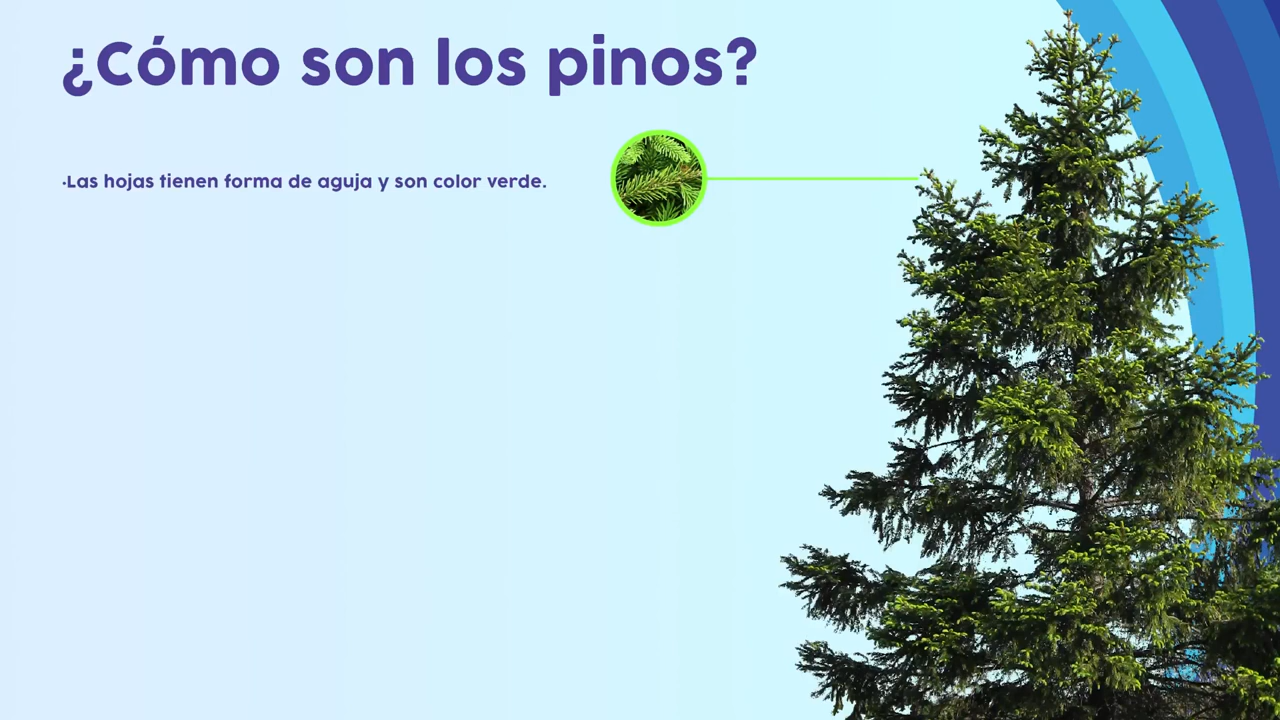 ¿Cómo son los pinos?
·Las hojas tienen forma de aguja y son color verde.